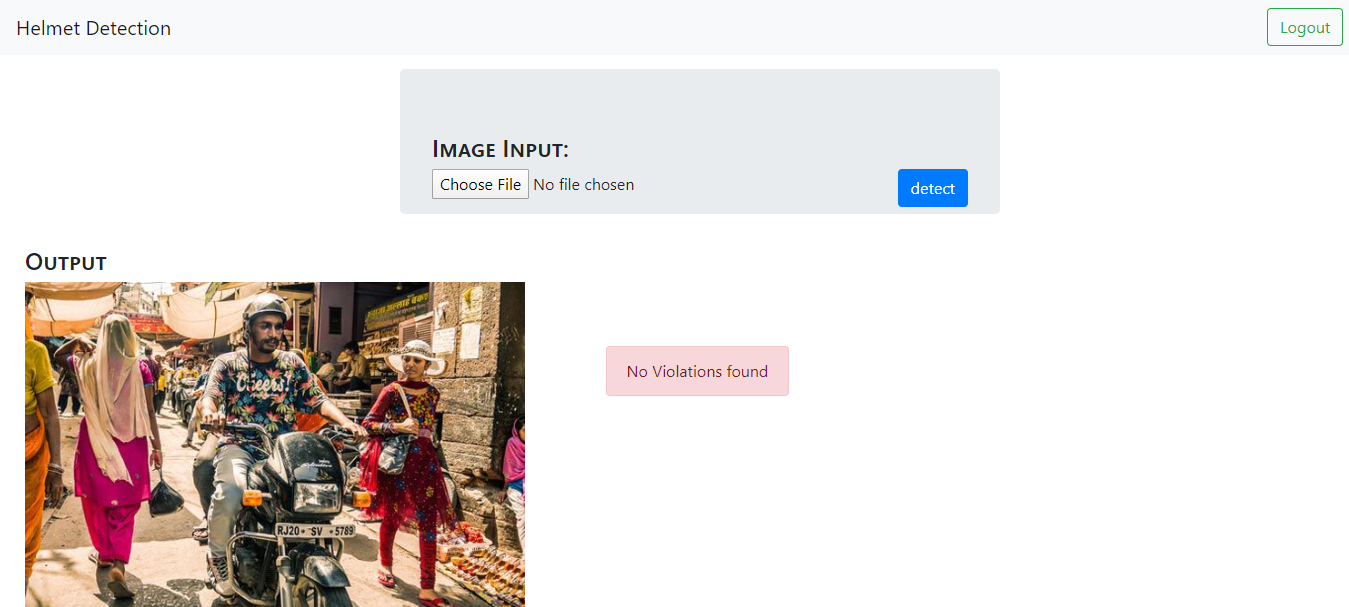 Helmet Detection
Logout
IMAGE INPUT:
Choose File No file chosen
detect
OUTPUT
No Violations found
Cheers!
RJ20 SV 5789